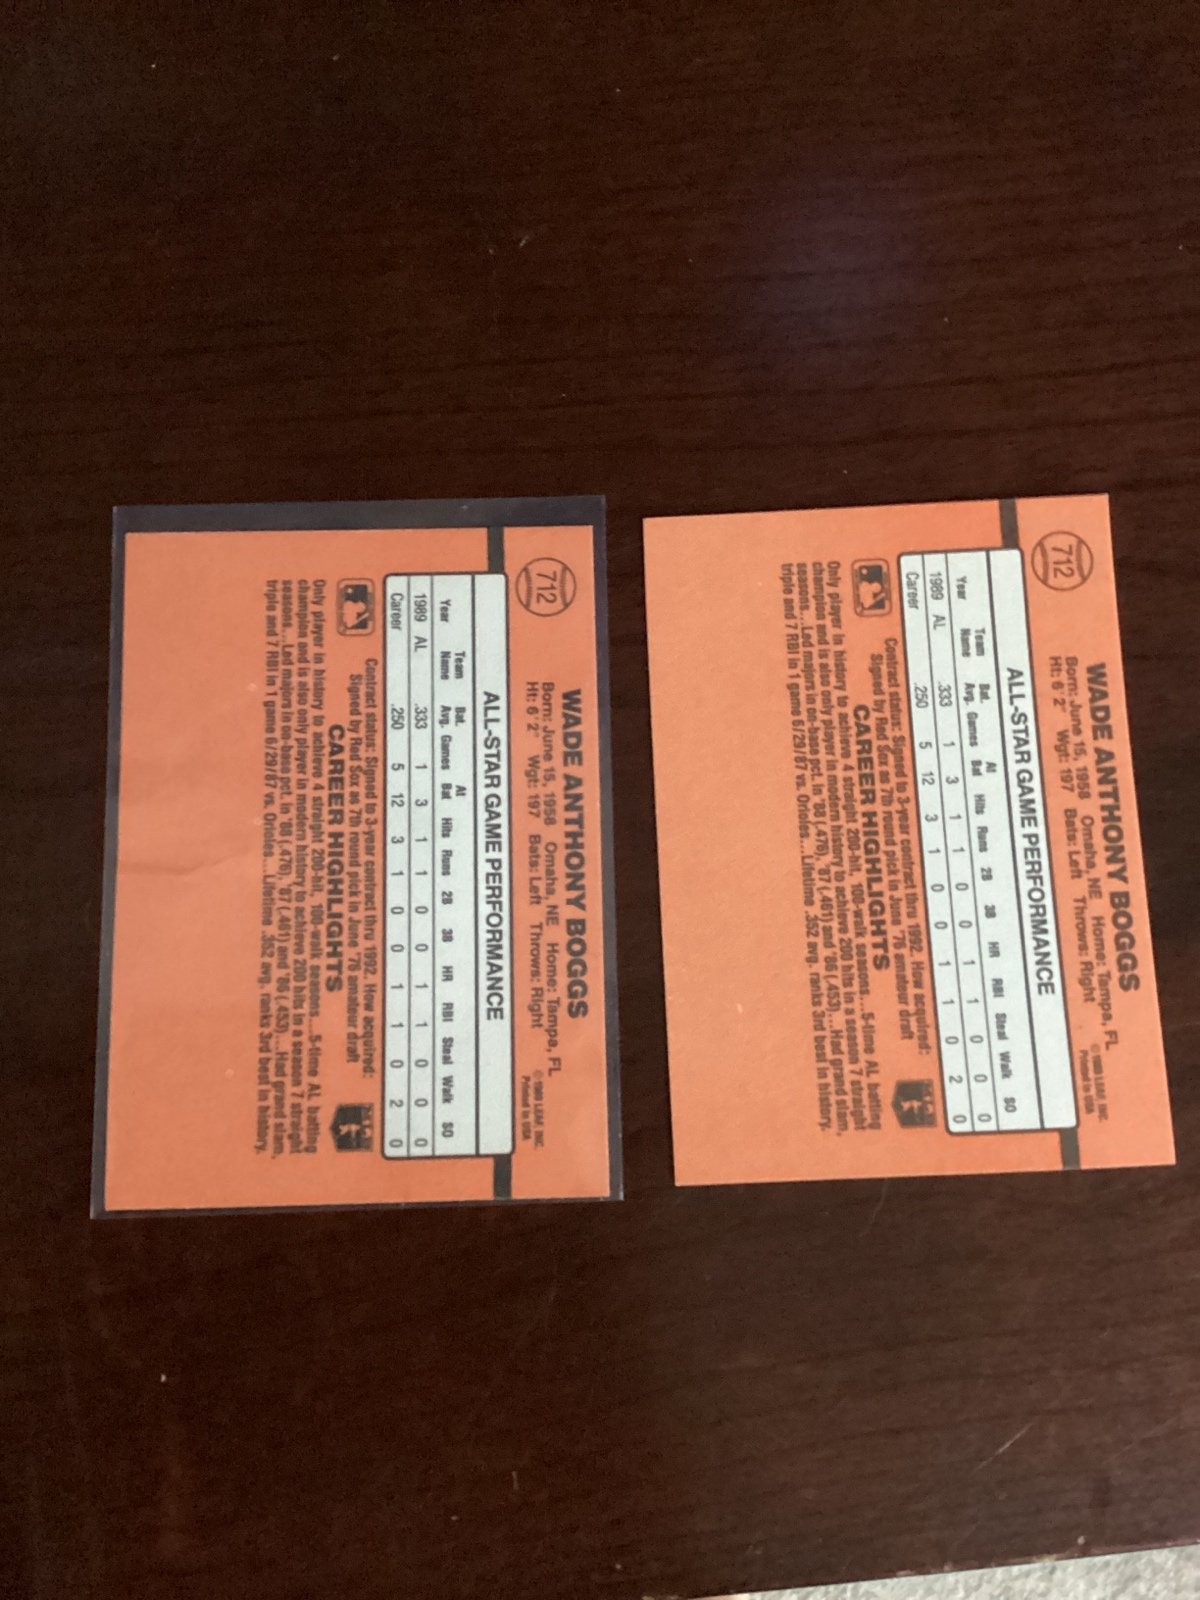 712
WADE ANTHONY BOGGS
Born: June 15, 1958 Omaha, NE Home: Tampa, FL
Ht: 6'2" Wgt: 197 Bats: Left Throws: Right
©1989 LEAF, INC.
Printed in USA
ALL-STAR GAME PERFORMANCE
Year Team Name Bat. Avg. Games At Bat Hits Runs 2B 3B HR RBI Steal Walk SO
1989 AL .333 1 3 1 1 0 0 1 1 0 0 0
Career .250 5 12 3 1 0 0 1 1 0 2 0
Contract status: Signed to 3-year contract thru 1992. How acquired:
Signed by Red Sox as 7th round pick in June '76 amateur draft
CAREER HIGHLIGHTS
Only player in history to achieve 4 straight 200-hit, 100-walk seasons...5-time AL batting
champion and is also only player in modern history to achieve 200 hits in a season 7 straight
seasons...Led majors in on-base pct. in '88 (.476), '87 (.461) and '86 (.453)...Had grand slam,
triple and 7 RBI in 1 game 6/29/87 vs. Orioles...Lifetime .352 avg. ranks 3rd best in history.
712
WADE ANTHONY BOGGS
Born: June 15, 1958 Omaha, NE Home: Tampa, FL
Ht: 6'2" Wgt: 197 Bats: Left Throws: Right
©1989 LEAF, INC.
Printed in USA
ALL-STAR GAME PERFORMANCE
Year Team Name Bat. Avg. Games At Bat Hits Runs 2B 3B HR RBI Steal Walk SO
1989 AL .333 1 3 1 1 0 0 1 1 0 0 0
Career .250 5 12 3 1 0 0 1 1 0 2 0
Contract status: Signed to 3-year contract thru 1992. How acquired:
Signed by Red Sox as 7th round pick in June '76 amateur draft
CAREER HIGHLIGHTS
Only player in history to achieve 4 straight 200-hit, 100-walk seasons...5-time AL batting
champion and is also only player in modern history to achieve 200 hits in a season 7 straight
seasons...Led majors in on-base pct. in '88 (.476), '87 (.461) and '86 (.453)...Had grand slam,
triple and 7 RBI in 1 game 6/29/87 vs. Orioles...Lifetime .352 avg. ranks 3rd best in history.